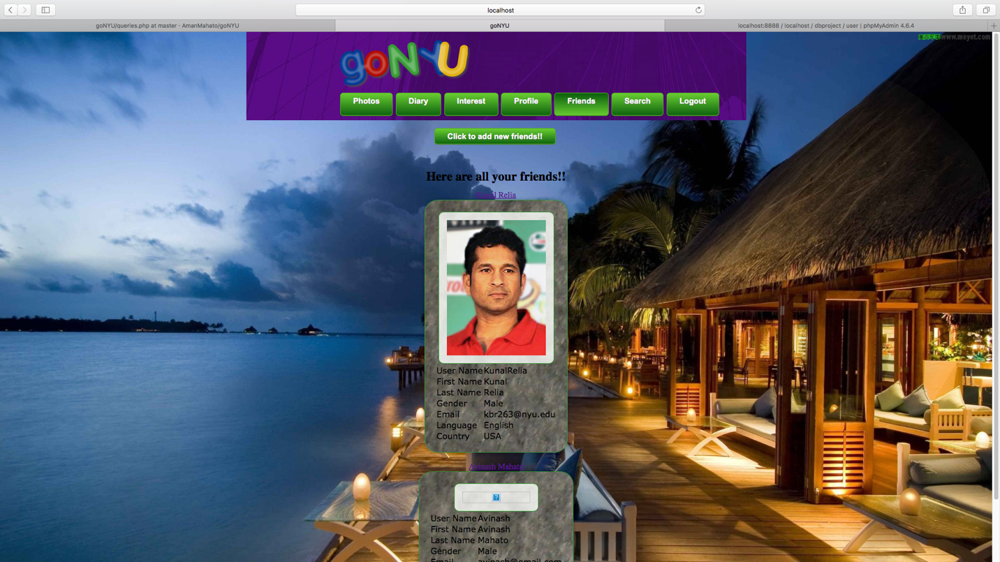 localhost
goNYU/queries.php at master · AmanMahato/goNYU
goNYU
localhost:8888 / localhost / dbproject / user | phpMyAdmin 4.6.4
www.meyet.com
goNYU
Photos
Diary
Interest
Profile
Friends
Search
Logout
Click to add new friends!!
Here are all your friends!!
Relia
User Name KunalRelia
First Name Kunal
Last Name Relia
Gender Male
Email kbr263@nyu.edu
Language English
Country USA
Avinash Mahato
User Name Avinash
First Name Avinash
Last Name Mahato
Gender Male
Email avinash@gmail.com